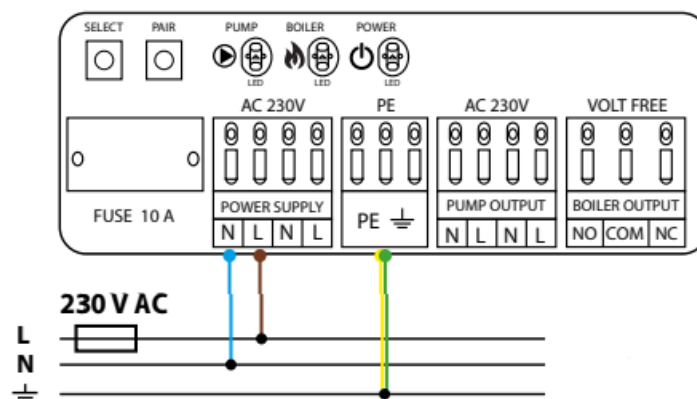 SELECT PAIR PUMP BOILER POWER
LED LED LED
AC 230V PE AC 230V VOLT FREE
FUSE 10 A
POWER SUPPLY PE PUMP OUTPUT BOILER OUTPUT
N L N L N L N L NO COM NC
230 V AC
L
N